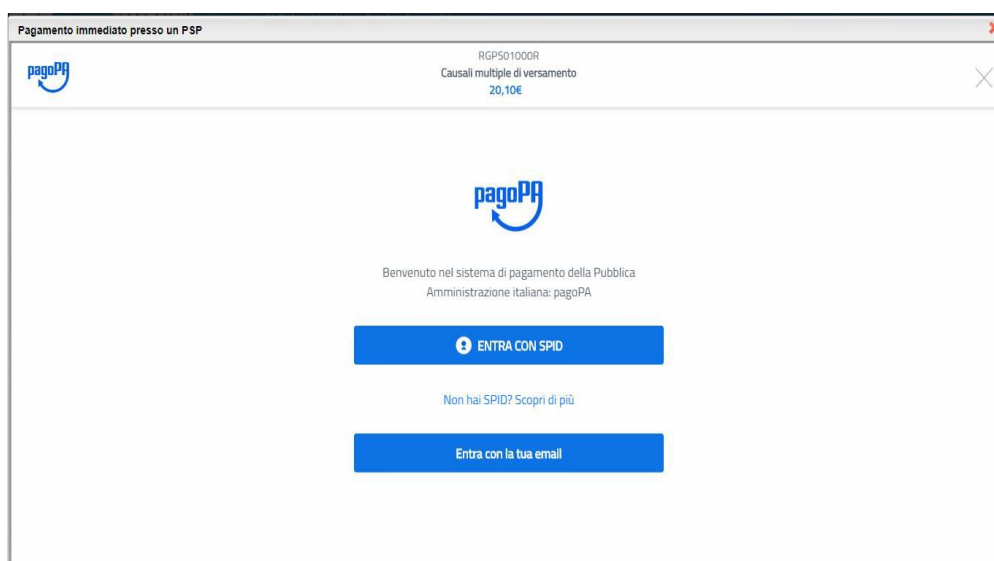 Pagamento immediato presso un PSP
pagoPA
RGPS01000R
Causali multiple di versamento
20,10€
pagoPA
Benvenuto nel sistema di pagamento della Pubblica
Amministrazione italiana: pagoPA
ENTRA CON SPID
Non hai SPID? Scopri di più
Entra con la tua email